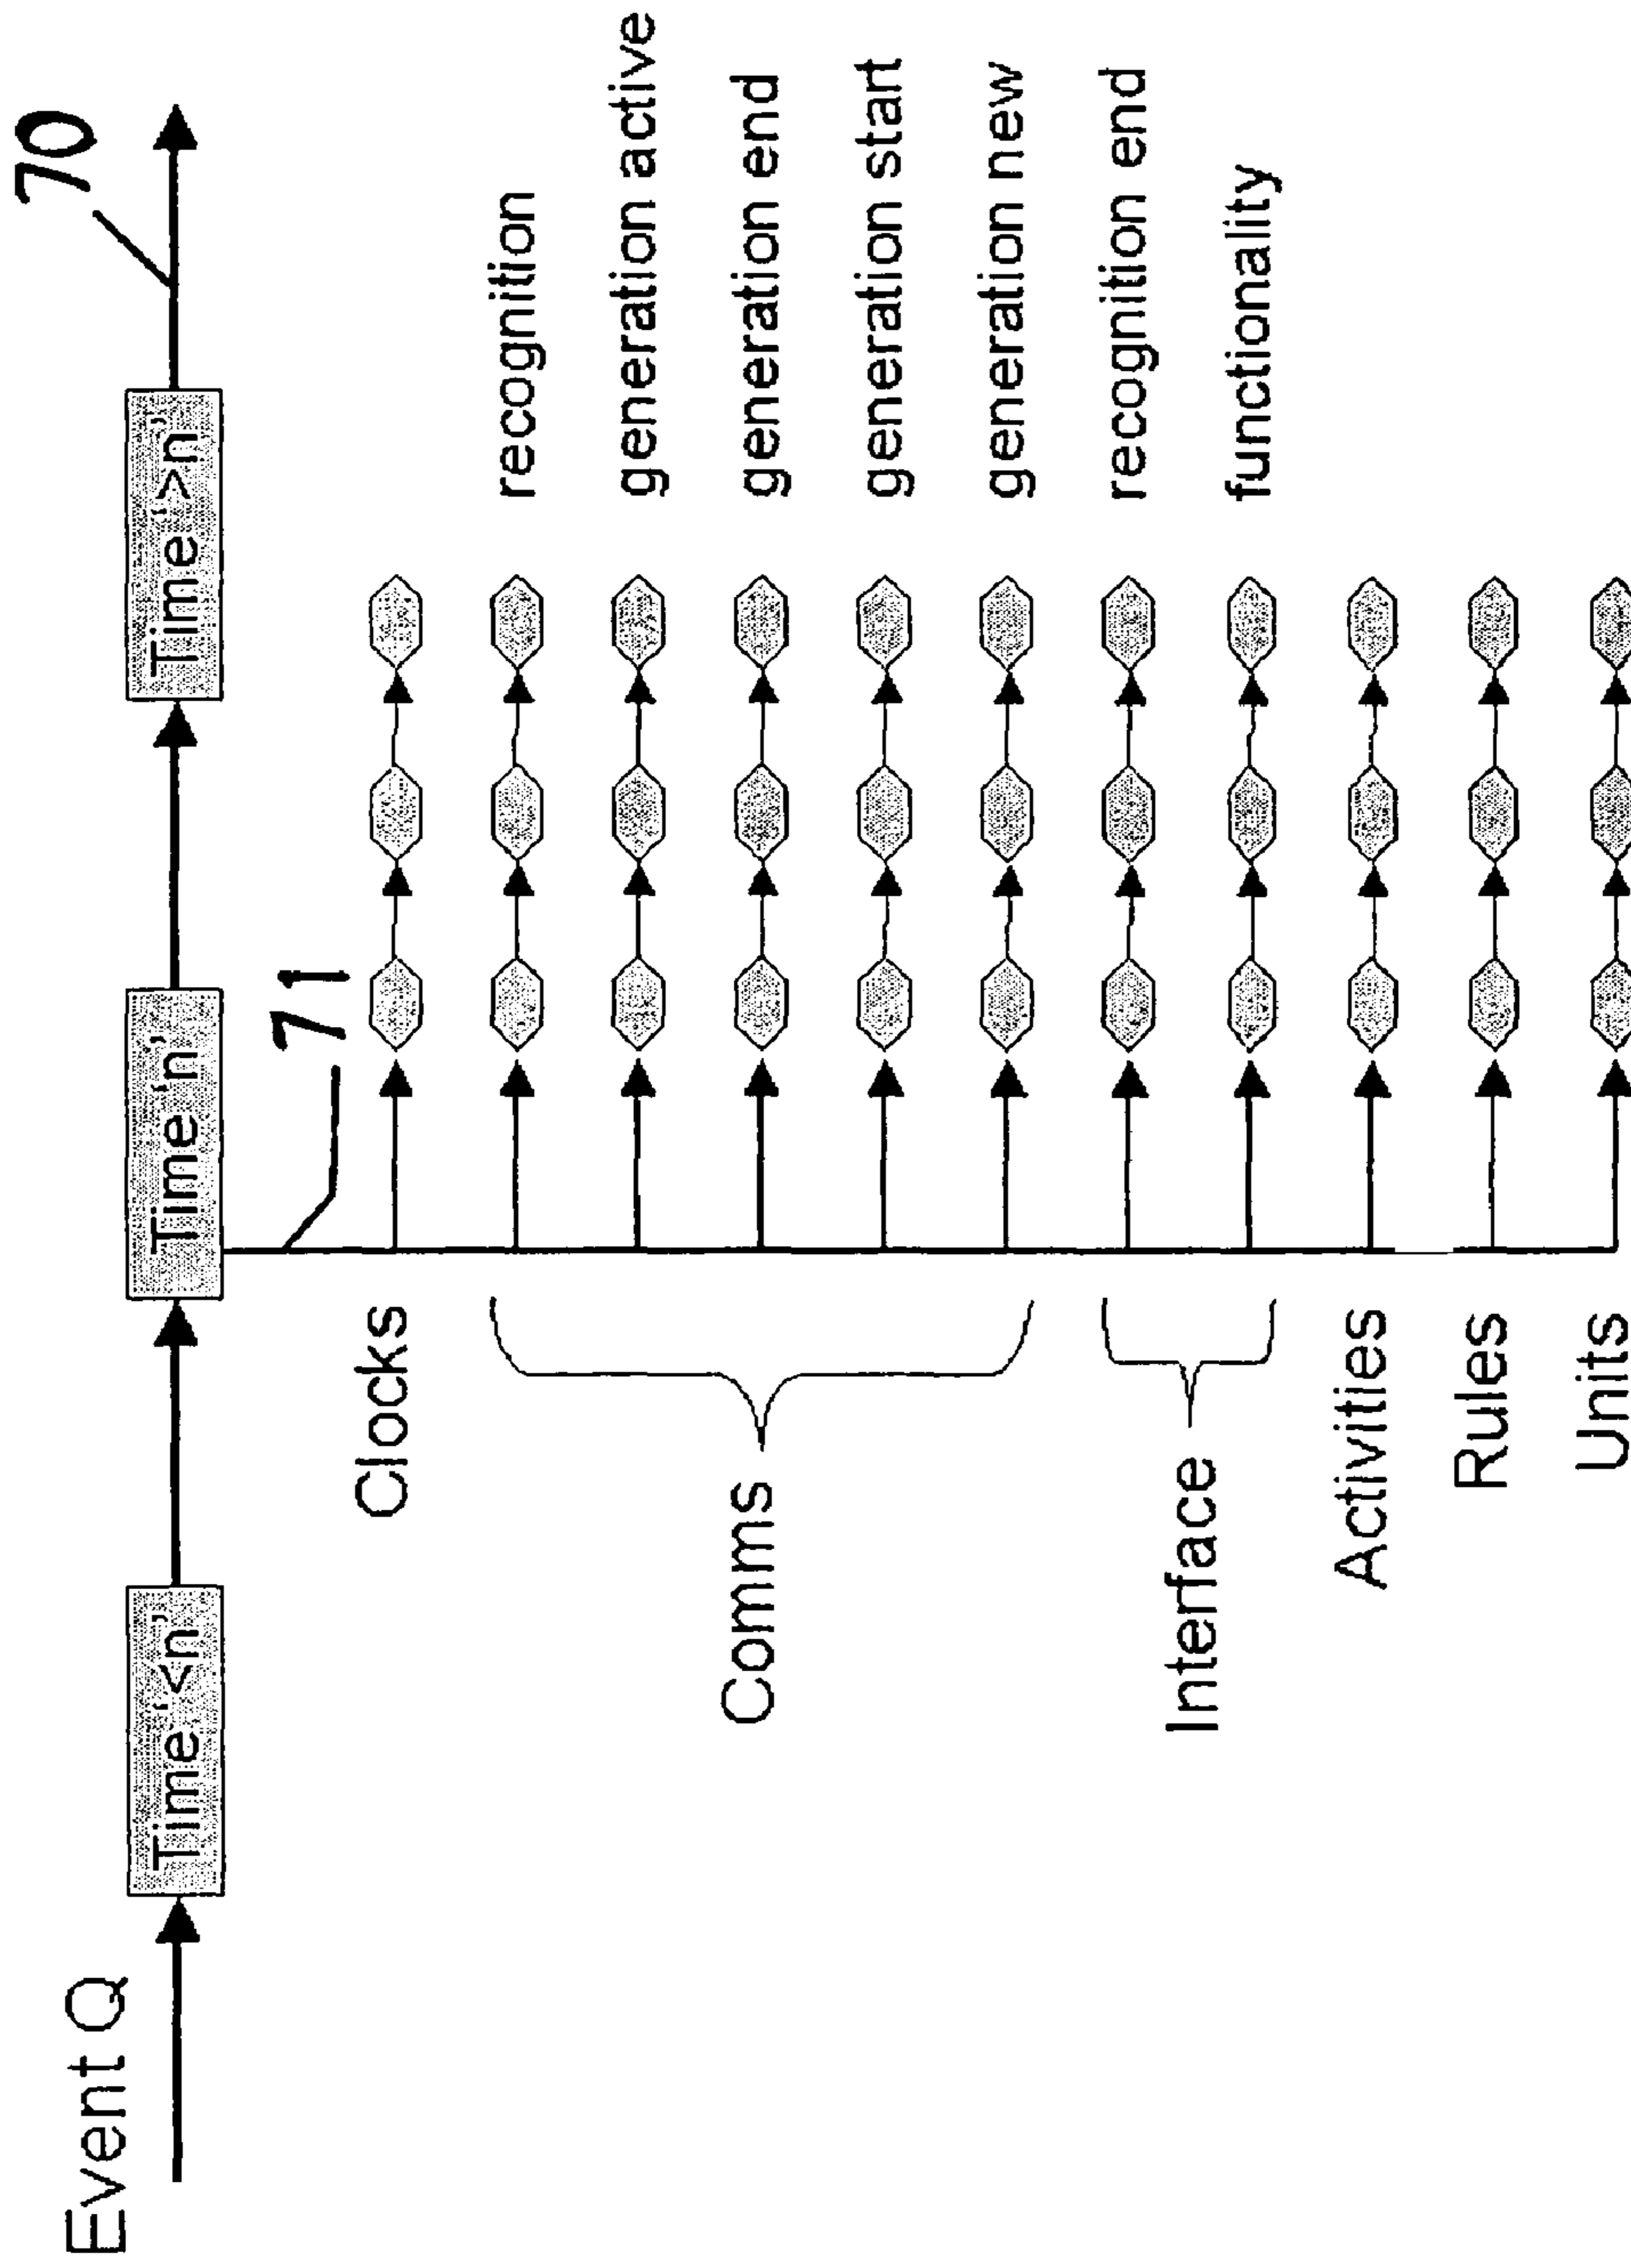 Event Q
70
Time '<n'
Time 'n'
Time '>n'
71
Clocks
Comms
recognition
generation active
generation end
generation start
generation new
Interface
recognition end
functionality
Activities
Rules
Units